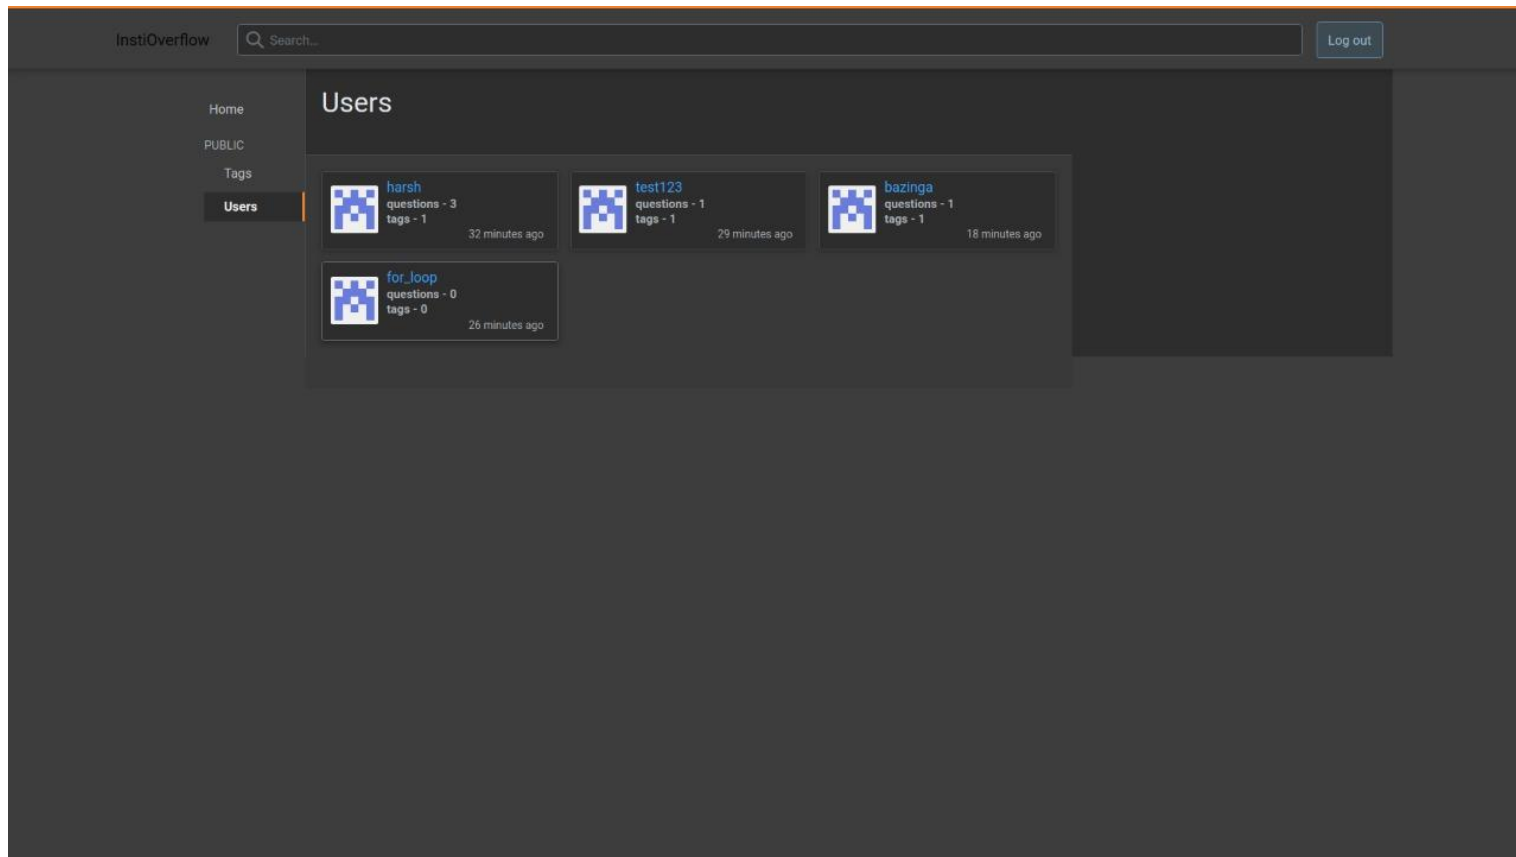 InstiOverflow
Search...
Log out
Home
PUBLIC
Tags
Users
Users
harsh
questions - 3
tags - 1
32 minutes ago
test123
questions - 1
tags - 1
29 minutes ago
bazinga
questions - 1
tags - 1
18 minutes ago
for_loop
questions - 0
tags - 0
26 minutes ago